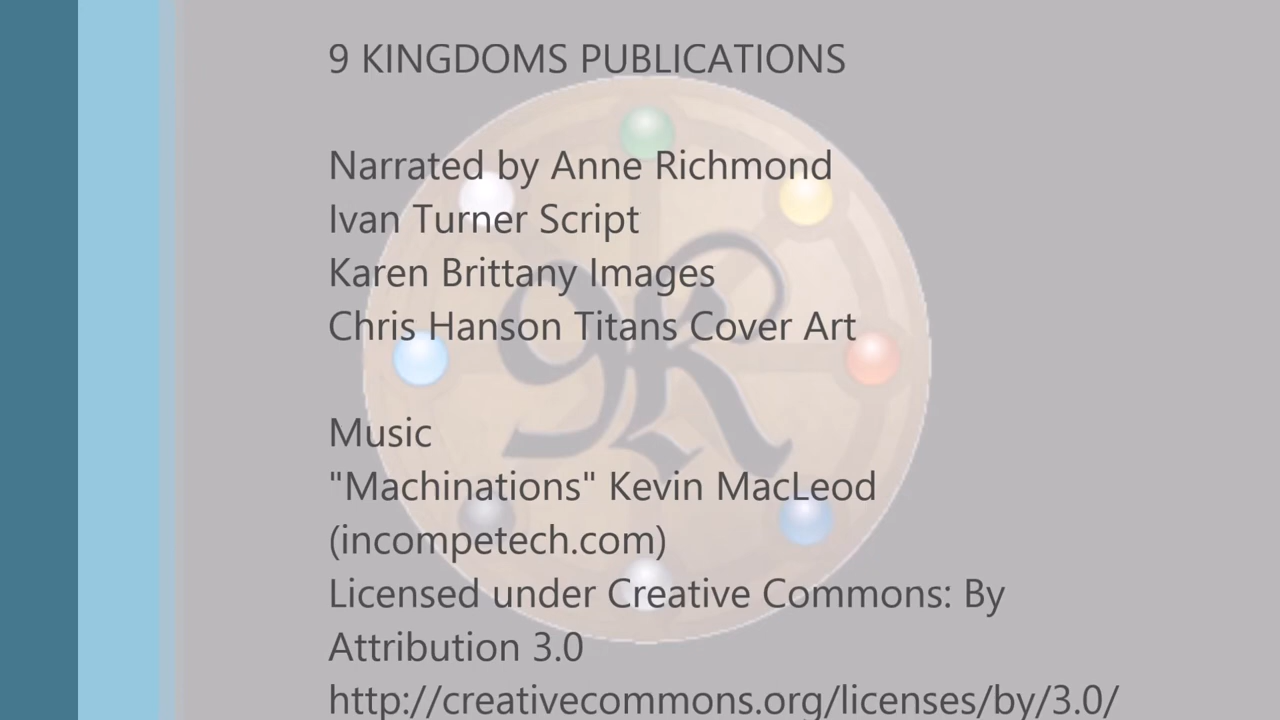 9 KINGDOMS PUBLICATIONS
Narrated by Anne Richmond
Ivan Turner Script
Karen Brittany Images
Chris Hanson Titans Cover Art
9K
Music
"Machinations" Kevin MacLeod
(incompetech.com)
Licensed under Creative Commons: By
Attribution 3.0
http://creativecommons.org/licenses/by/3.0/